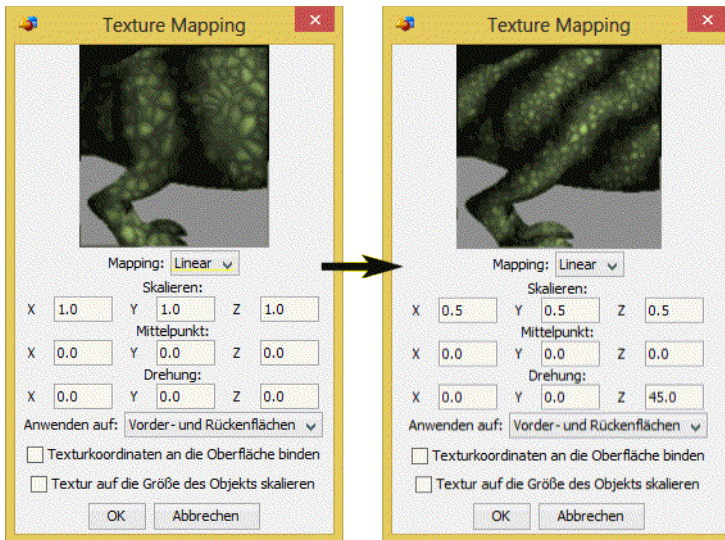 Texture Mapping
Mapping: Linear
Skalieren:
X 1.0 Y 1.0 Z 1.0
Mittelpunkt:
X 0.0 Y 0.0 Z 0.0
Drehung:
X 0.0 Y 0.0 Z 0.0
Anwenden auf: Vorder- und Rückenflächen
Texturkoordinaten an die Oberfläche binden
Textur auf die Größe des Objekts skalieren
OK Abbrechen
Texture Mapping
Mapping: Linear
Skalieren:
X 0.5 Y 0.5 Z 0.5
Mittelpunkt:
X 0.0 Y 0.0 Z 0.0
Drehung:
X 0.0 Y 0.0 Z 45.0
Anwenden auf: Vorder- und Rückenflächen
Texturkoordinaten an die Oberfläche binden
Textur auf die Größe des Objekts skalieren
OK Abbrechen